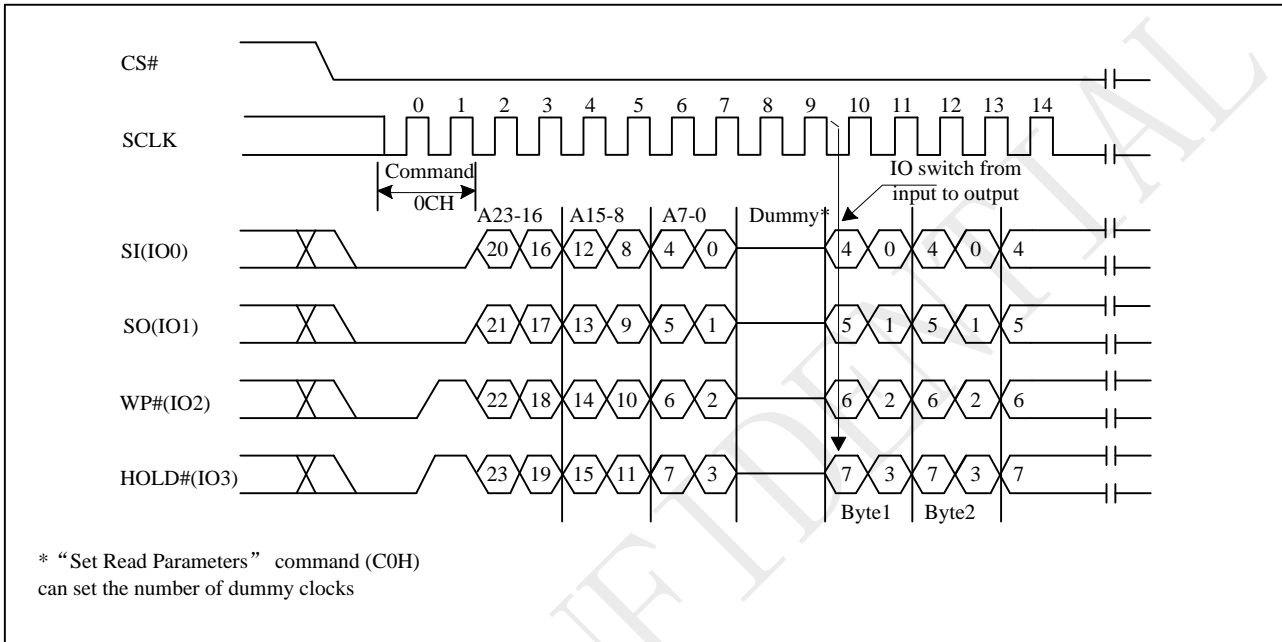 CS#
0 1 2 3 4 5 6 7 8 9 10 11 12 13 14
SCLK
Command
0CH
IO switch from
input to output
A23-16 A15-8 A7-0 Dummy*
SI(IO0) 20 16 12 8 4 0 4 0 4 0 4
SO(IO1) 21 17 13 9 5 1 5 1 5 1 5
WP#(IO2) 22 18 14 10 6 2 6 2 6 2 6
HOLD#(IO3) 23 19 15 11 7 3 7 3 7 3 7
Byte1 Byte2
* “Set Read Parameters” command (C0H)
can set the number of dummy clocks
FIDENTIAL